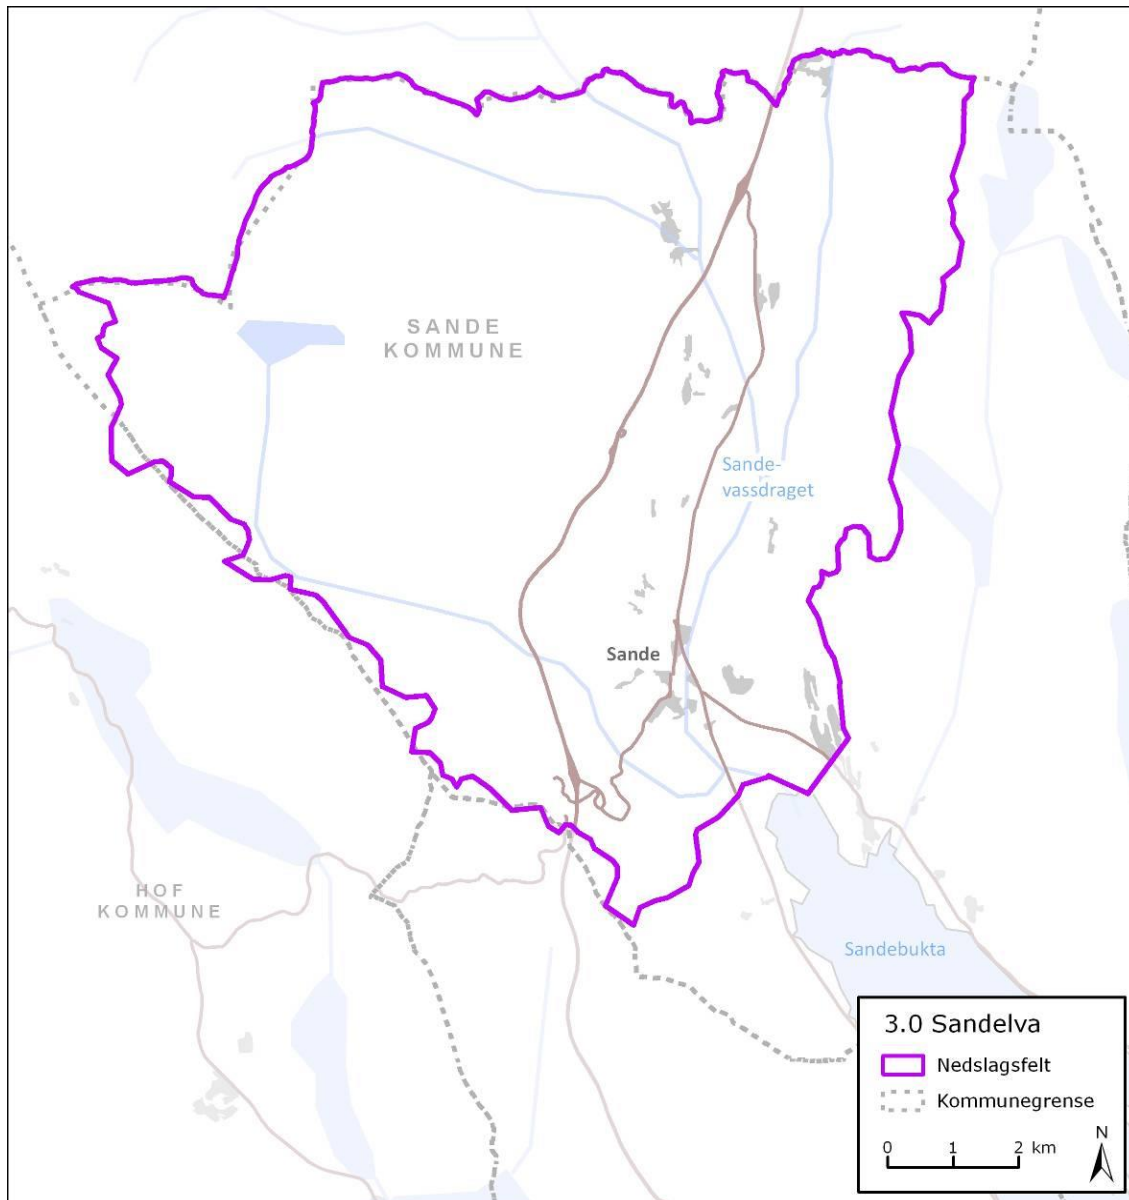 SANDE
KOMMUNE
Sande-
vassdraget
Sande
HOF
KOMMUNE
Sandebukta
3.0 Sandelva
Nedslagsfelt
Kommunegrense
0 1 2 km
N